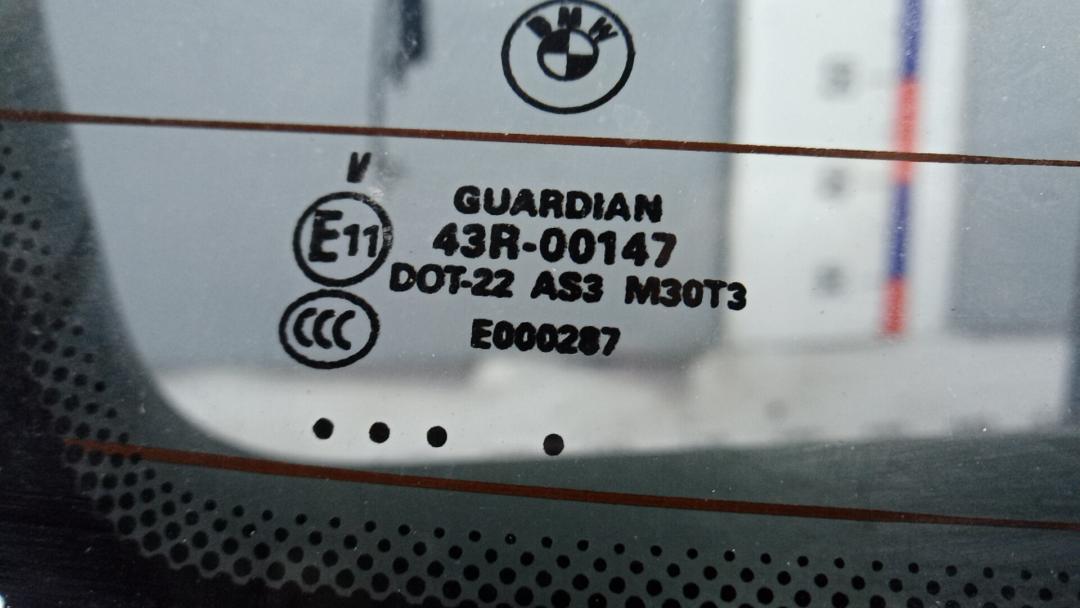 BMW
V
GUARDIAN
E11 43R-00147
DOT-22 AS3 M30T3
CCC E000287